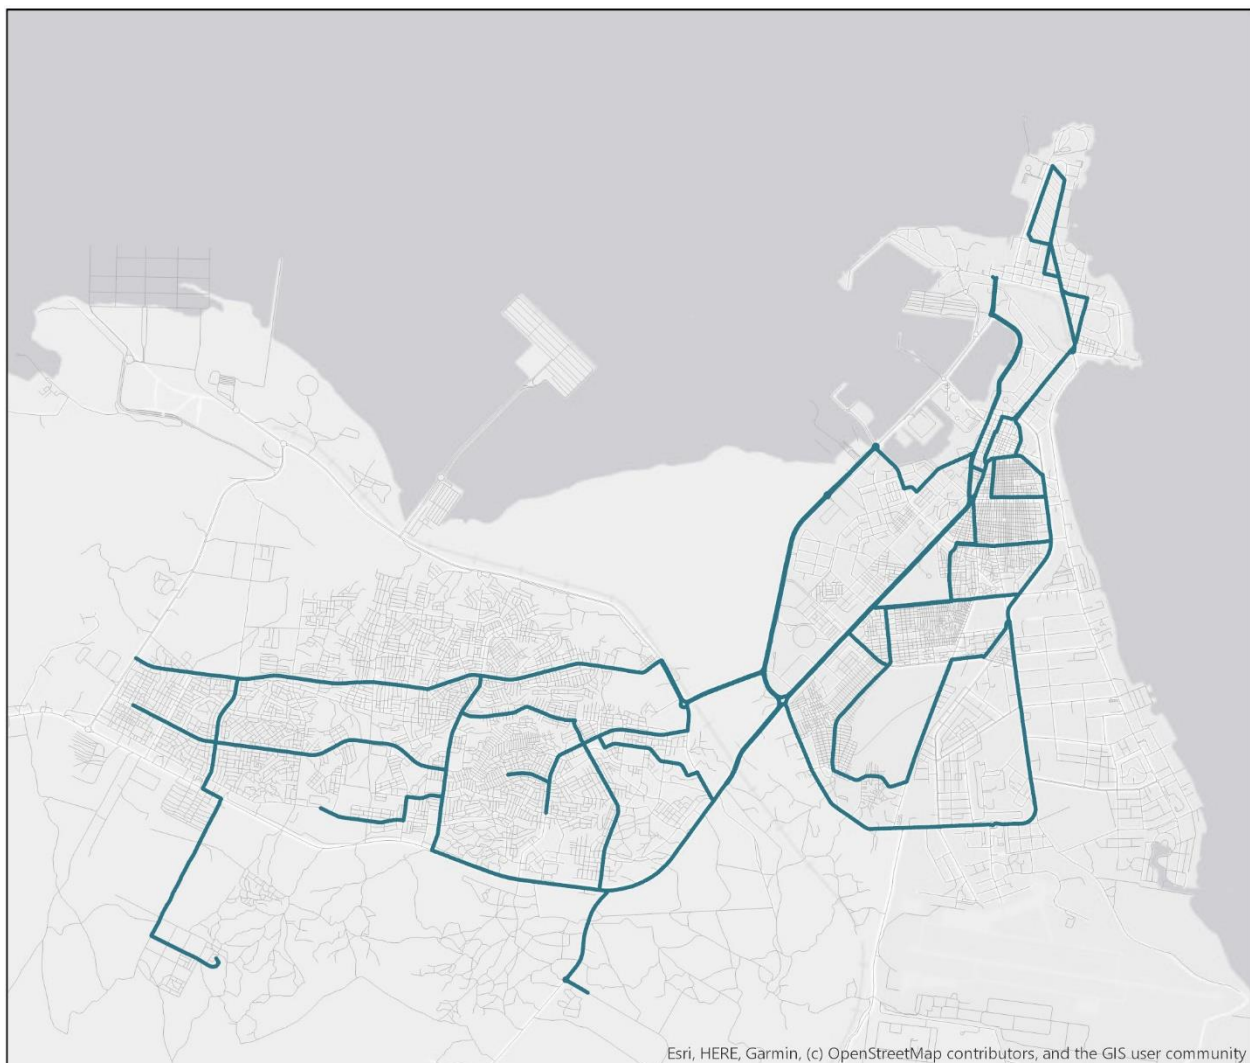 Esri, HERE, Garmin, (c) OpenStreetMap contributors, and the GIS user community